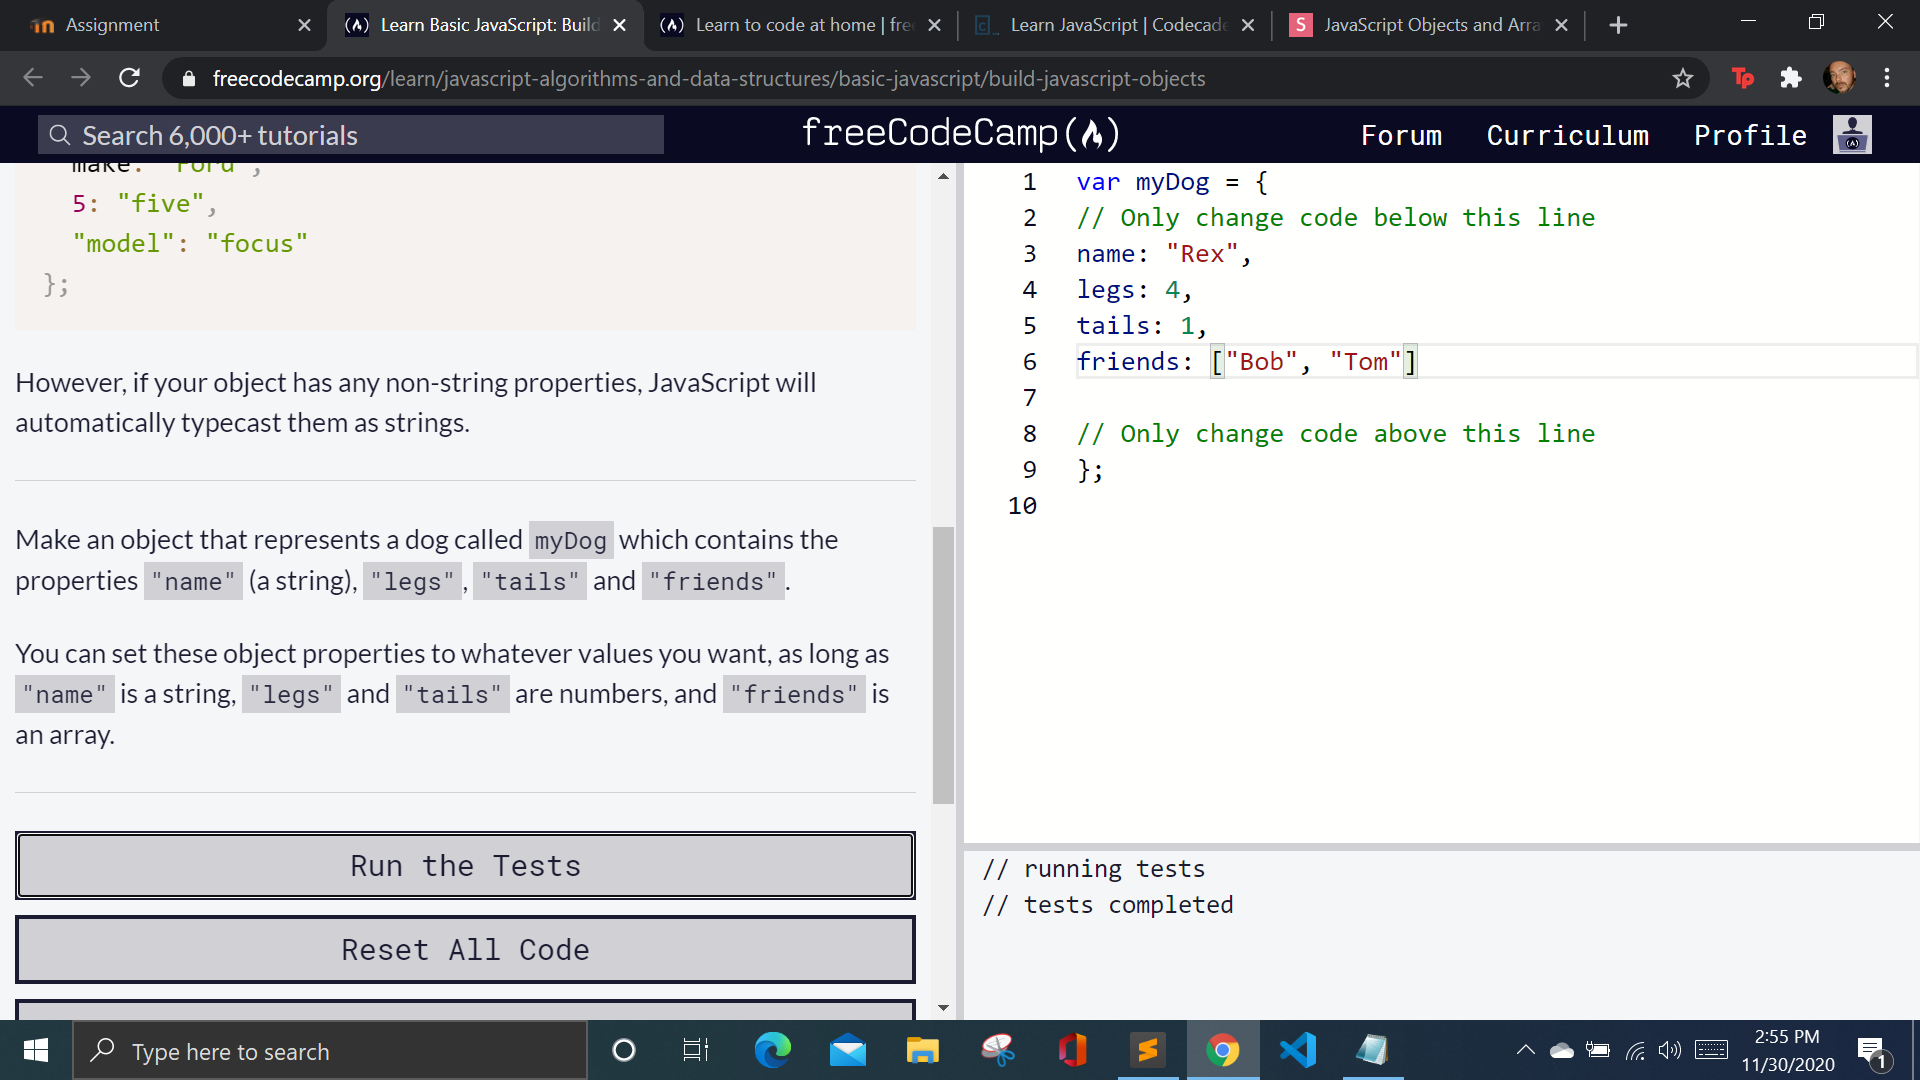 Assignment
Learn Basic JavaScript: Build
Learn to code at home | fre
Learn JavaScript | Codecade
S JavaScript Objects and Arra
freecodecamp.org/learn/javascript-algorithms-and-data-structures/basic-javascript/build-javascript-objects
Tp
Search 6,000+ tutorials
freeCodeCamp
Forum
Curriculum
Profile
make: "Ford",
5: "five",
"model": "focus"
};
However, if your object has any non-string properties, JavaScript will
automatically typecast them as strings.
Make an object that represents a dog called myDog which contains the
properties "name" (a string), "legs", "tails" and "friends".
You can set these object properties to whatever values you want, as long as
"name" is a string, "legs" and "tails" are numbers, and "friends" is
an array.
Run the Tests
Reset All Code
1 var myDog = {
2 // Only change code below this line
3 name: "Rex",
4 legs: 4,
5 tails: 1,
6 friends: ["Bob", "Tom"]
7
8 // Only change code above this line
9 };
10
// running tests
// tests completed
Type here to search
2:55 PM
11/30/2020
1